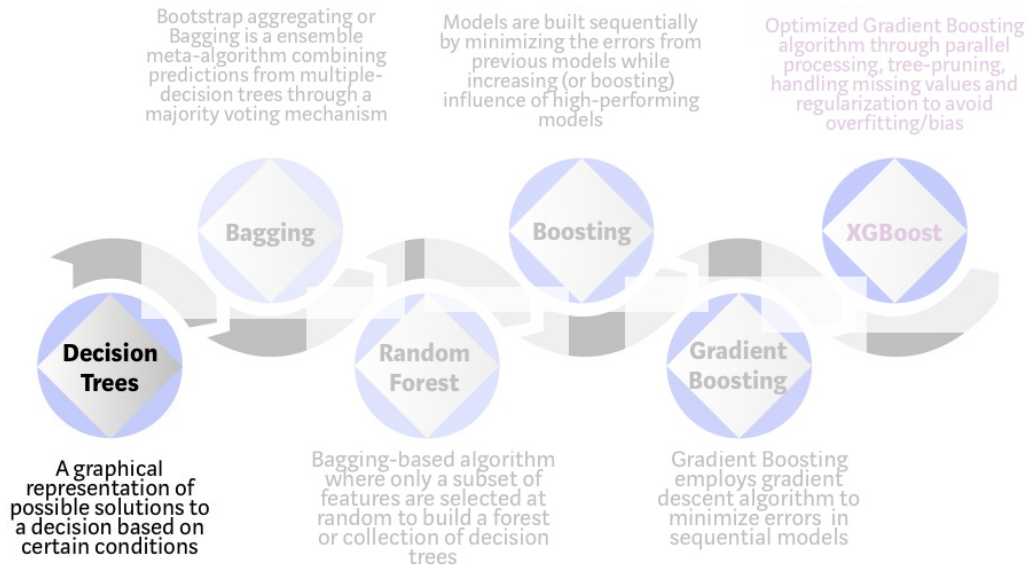 Bootstrap aggregating or
Bagging is a ensemble
meta-algorithm combining
predictions from multiple-
decision trees through a
majority voting mechanism
Models are built sequentially
by minimizing the errors from
previous models while
increasing (or boosting)
influence of high-performing
models
Optimized Gradient Boosting
algorithm through parallel
processing, tree-pruning,
handling missing values and
regularization to avoid
overfitting/bias
Bagging
Boosting
XGBoost
Decision
Trees
Random
Forest
Gradient
Boosting
A graphical
representation of
possible solutions to
a decision based on
certain conditions
Bagging-based algorithm
where only a subset of
features are selected at
random to build a forest
or collection of decision
trees
Gradient Boosting
employs gradient
descent algorithm to
minimize errors in
sequential models